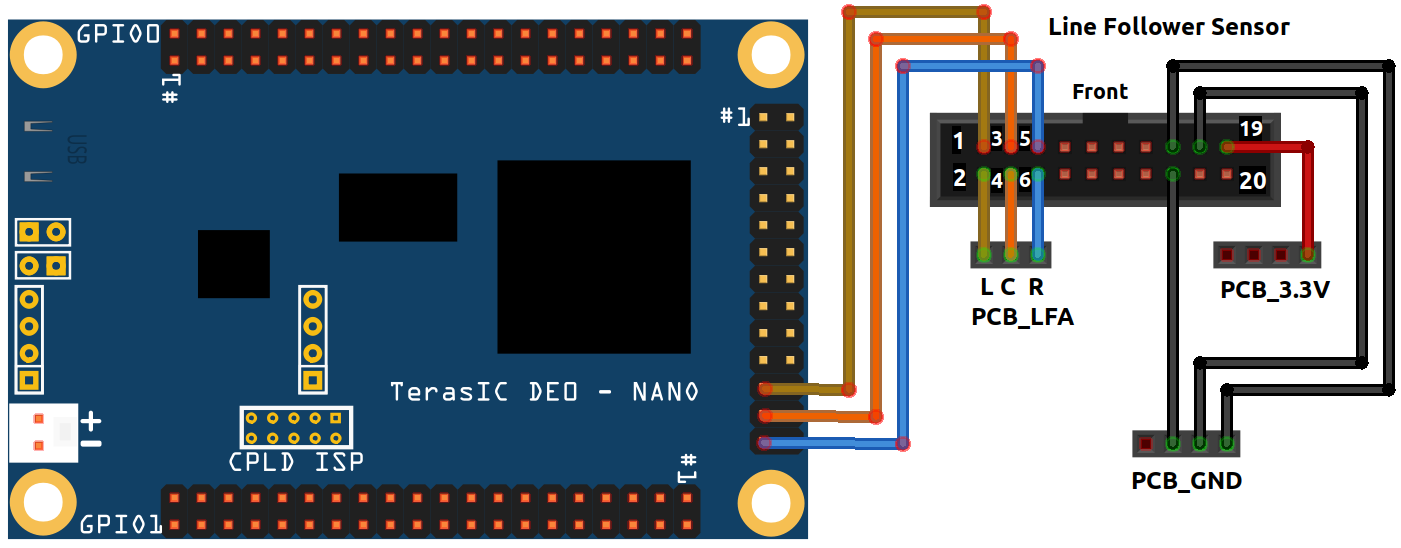 GPIO0
#1
USB
#1
TerasIC DE0 - NANO
+
-
CPLD ISP
#1
GPIO1
Line Follower Sensor
Front
1 3 5 19
2 4 6 20
L C R
PCB_LFA
PCB_3.3V
PCB_GND